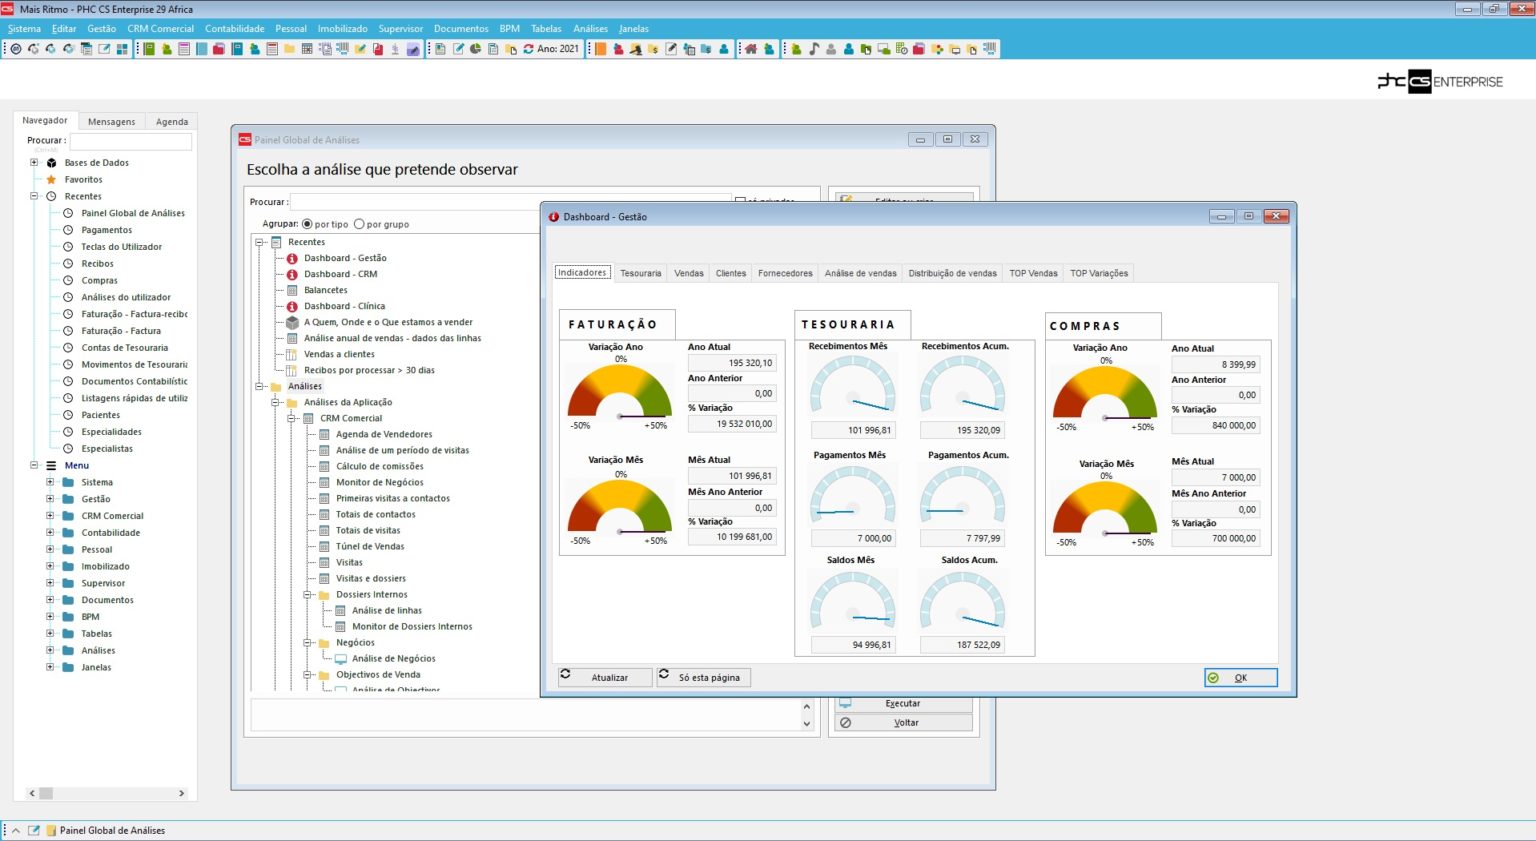 Mais Ritmo - PHC CS Enterprise 29 Africa
Sistema Editar Gestão CRM Comercial Contabilidade Pessoal Imobilizado Supervisor Documentos BPM Tabelas Análises Janelas
Ano: 2021
phc CS ENTERPRISE
Navegador Mensagens Agenda
Procurar :
(Ctrl+M)
Bases de Dados
Favoritos
Recentes
Painel Global de Análises
Pagamentos
Teclas do Utilizador
Recibos
Compras
Análises do utilizador
Faturação - Factura-recibo
Faturação - Factura
Contas de Tesouraria
Movimentos de Tesouraria
Documentos Contabilístic
Listagens rápidas de utiliz
Pacientes
Especialidades
Especialistas
Menu
Sistema
Gestão
CRM Comercial
Contabilidade
Pessoal
Imobilizado
Supervisor
Documentos
BPM
Tabelas
Análises
Janelas
CS Painel Global de Análises
Escolha a análise que pretende observar
Procurar :
Agrupar: por tipo por grupo
Recentes
Dashboard - Gestão
Dashboard - CRM
Balancetes
Dashboard - Clínica
A Quem, Onde e o Que estamos a vender
Análise anual de vendas - dados das linhas
Vendas a clientes
Recibos por processar > 30 dias
Análises
Análises da Aplicação
CRM Comercial
Agenda de Vendedores
Análise de um período de visitas
Cálculo de comissões
Monitor de Negócios
Primeiras visitas a contactos
Totais de contactos
Totais de visitas
Túnel de Vendas
Visitas
Visitas e dossiers
Dossiers Internos
Análise de linhas
Monitor de Dossiers Internos
Negócios
Análise de Negócios
Objectivos de Venda
Análise de Objectivos
Executar
Voltar
Dashboard - Gestão
Indicadores Tesouraria Vendas Clientes Fornecedores Análise de vendas Distribuição de vendas TOP Vendas TOP Variações
FATURAÇÃO
Variação Ano
0%
-50% +50%
Ano Atual
195 320,10
Ano Anterior
0,00
% Variação
19 532 010,00
Variação Mês
0%
-50% +50%
Mês Atual
101 996,81
Mês Ano Anterior
0,00
% Variação
10 199 681,00
TESOURARIA
Recebimentos Mês Recebimentos Acum.
101 996,81 195 320,09
Pagamentos Mês Pagamentos Acum.
7 000,00 7 797,99
Saldos Mês Saldos Acum.
94 996,81 187 522,09
COMPRAS
Variação Ano
0%
-50% +50%
Ano Atual
8 399,99
Ano Anterior
0,00
% Variação
840 000,00
Variação Mês
0%
-50% +50%
Mês Atual
7 000,00
Mês Ano Anterior
0,00
% Variação
700 000,00
Atualizar Só esta página OK
Painel Global de Análises